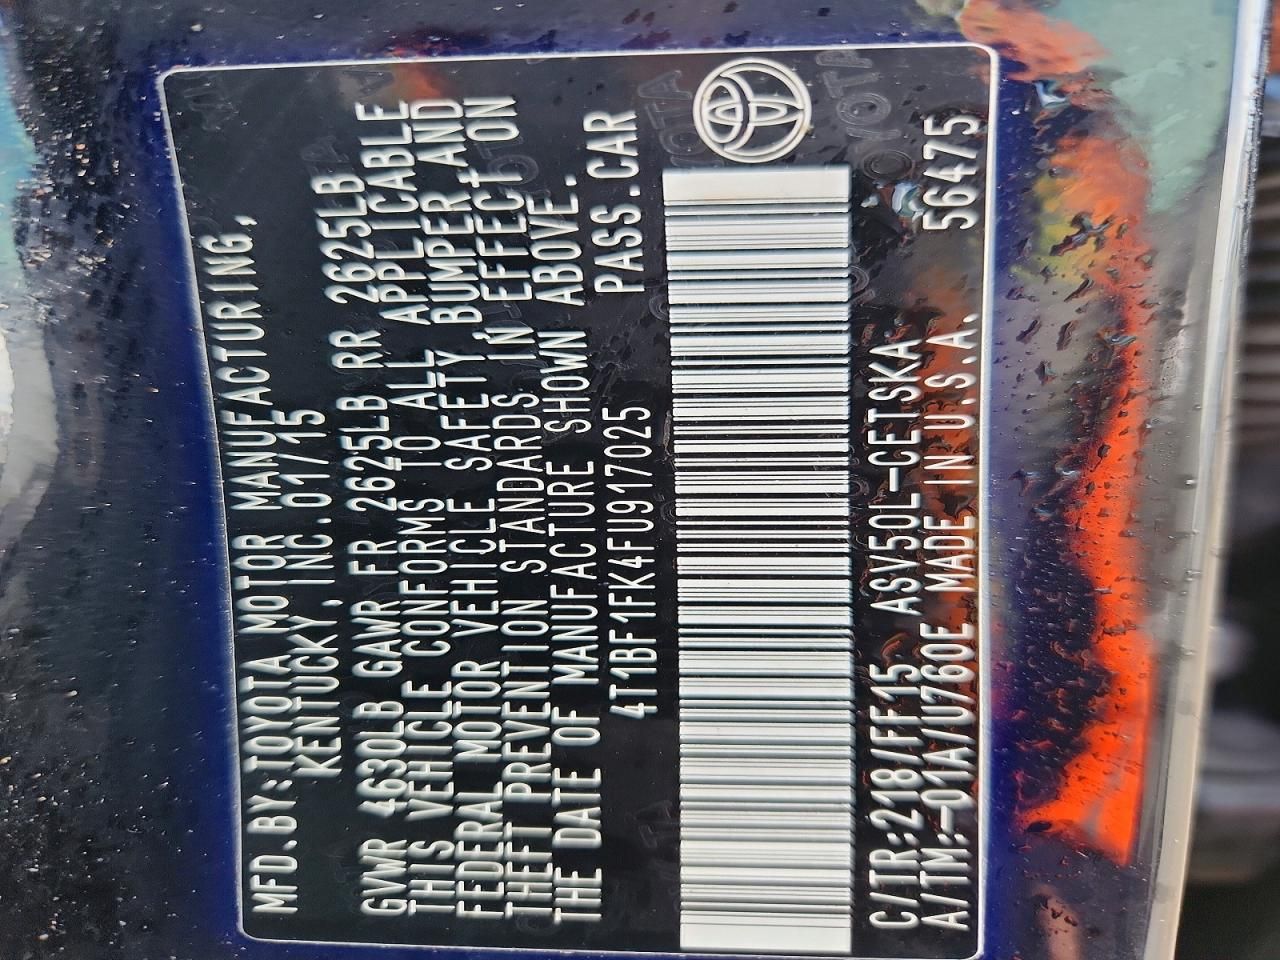 MFD.BY:TOYOTA MOTOR MANUFACTURING,
KENTUCKY, INC.01/15
GVWR 4630LB GAWR FR 2625LB RR 2625LB
THIS VEHICLE CONFORMS TO ALL APPLICABLE
FEDERAL MOTOR VEHICLE SAFETY BUMPER AND
THEFT PREVENTION STANDARDS IN EFFECT ON
THE DATE OF MANUFACTURE SHOWN ABOVE.
4T1BF1FK4FU917025 PASS.CAR
C/TR:218/FF15 ASV50L-CETSKA
A/TM:-01A/U760E MADE IN U.S.A. 56475